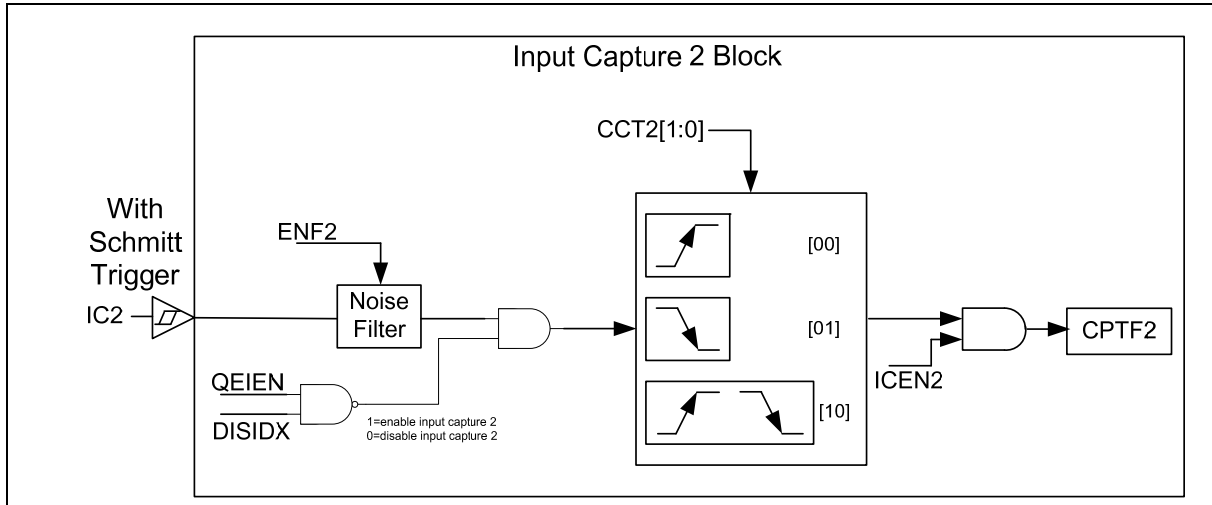 Input Capture 2 Block
CCT2[1:0]
With
Schmitt
Trigger
IC2
ENF2
Noise
Filter
QEIEN
DISIDX
1=enable input capture 2
0=disable input capture 2
[00]
[01]
[10]
ICEN2
CPTF2